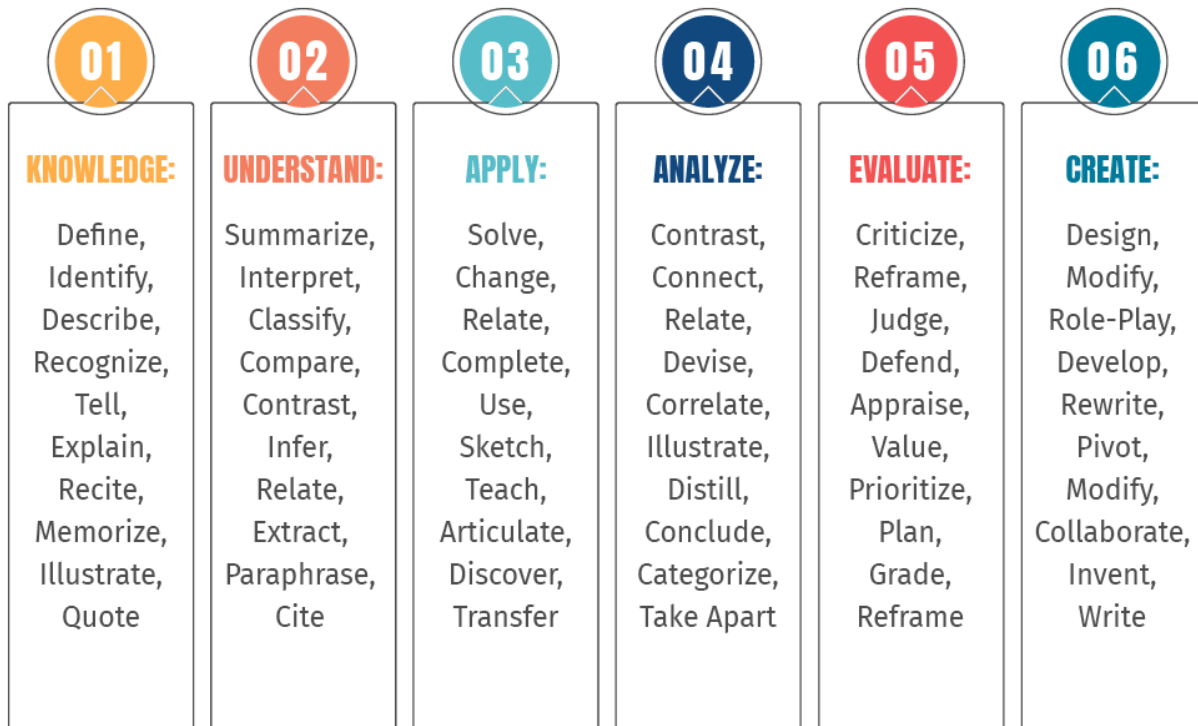 01
KNOWLEDGE:
Define,
Identify,
Describe,
Recognize,
Tell,
Explain,
Recite,
Memorize,
Illustrate,
Quote
02
UNDERSTAND:
Summarize,
Interpret,
Classify,
Compare,
Contrast,
Infer,
Relate,
Extract,
Paraphrase,
Cite
03
APPLY:
Solve,
Change,
Relate,
Complete,
Use,
Sketch,
Teach,
Articulate,
Discover,
Transfer
04
ANALYZE:
Contrast,
Connect,
Relate,
Devise,
Correlate,
Illustrate,
Distill,
Conclude,
Categorize,
Take Apart
05
EVALUATE:
Criticize,
Reframe,
Judge,
Defend,
Appraise,
Value,
Prioritize,
Plan,
Grade,
Reframe
06
CREATE:
Design,
Modify,
Role-Play,
Develop,
Rewrite,
Pivot,
Modify,
Collaborate,
Invent,
Write